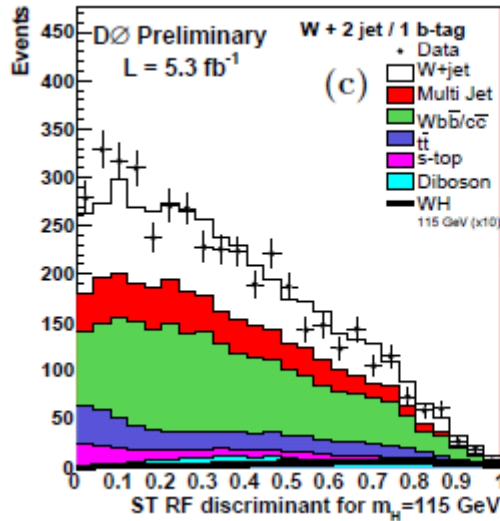 Events
450
400
350
300
250
200
150
100
50
0
DØ Preliminary
L = 5.3 fb⁻¹
W + 2 jet / 1 b-tag
(c)
Data
W+jet
Multi Jet
Wbb̅/cc̅
tt̅
s-top
Diboson
WH
115 GeV (x10)
0 0.1 0.2 0.3 0.4 0.5 0.6 0.7 0.8 0.9 1
ST RF discriminant for m_H=115 GeV